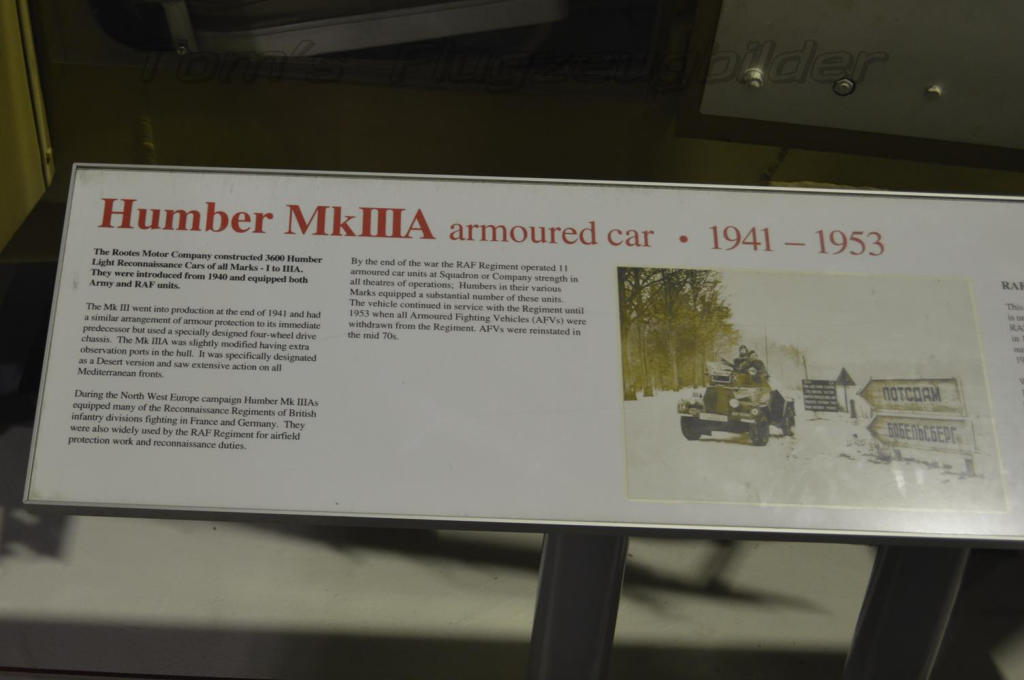 Tom's Flugzeugbilder
Humber MkIIIA armoured car • 1941 – 1953
The Rootes Motor Company constructed 3600 Humber
Light Reconnaissance Cars of all Marks - I to IIIA.
They were introduced from 1940 and equipped both
Army and RAF units.
The Mk III went into production at the end of 1941 and had
a similar arrangement of armour protection to its immediate
predecessor but used a specially designed four-wheel drive
chassis. The Mk IIIA was slightly modified having extra
observation ports in the hull. It was specifically designated
as a Desert version and saw extensive action on all
Mediterranean fronts.
During the North West Europe campaign Humber Mk IIIAs
equipped many of the Reconnaissance Regiments of British
infantry divisions fighting in France and Germany. They
were also widely used by the RAF Regiment for airfield
protection work and reconnaissance duties.
By the end of the war the RAF Regiment operated 11
armoured car units at Squadron or Company strength in
all theatres of operations; Humbers in their various
Marks equipped a substantial number of these units.
The vehicle continued in service with the Regiment until
1953 when all Armoured Fighting Vehicles (AFVs) were
withdrawn from the Regiment. AFVs were reinstated in
the mid 70s.
ПОТСДАМ
БАБЕЛЬСБЕРГ
RAF
This